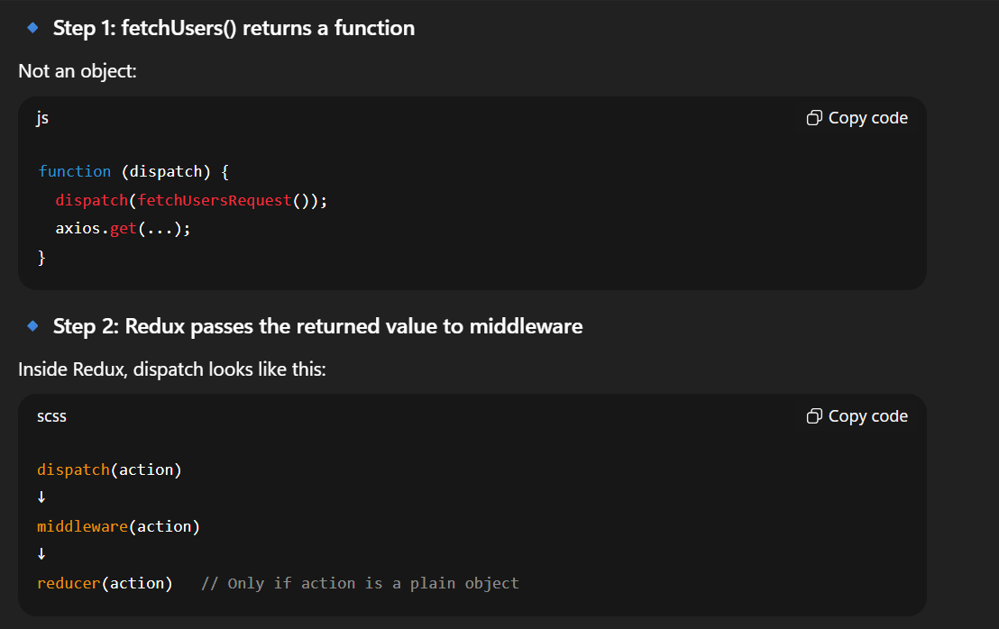 Step 1: fetchUsers() returns a function
Not an object:
js
Copy code
function (dispatch) {
  dispatch(fetchUsersRequest());
  axios.get(...);
}
Step 2: Redux passes the returned value to middleware
Inside Redux, dispatch looks like this:
scss
Copy code
dispatch(action)
↓
middleware(action)
↓
reducer(action)   // Only if action is a plain object